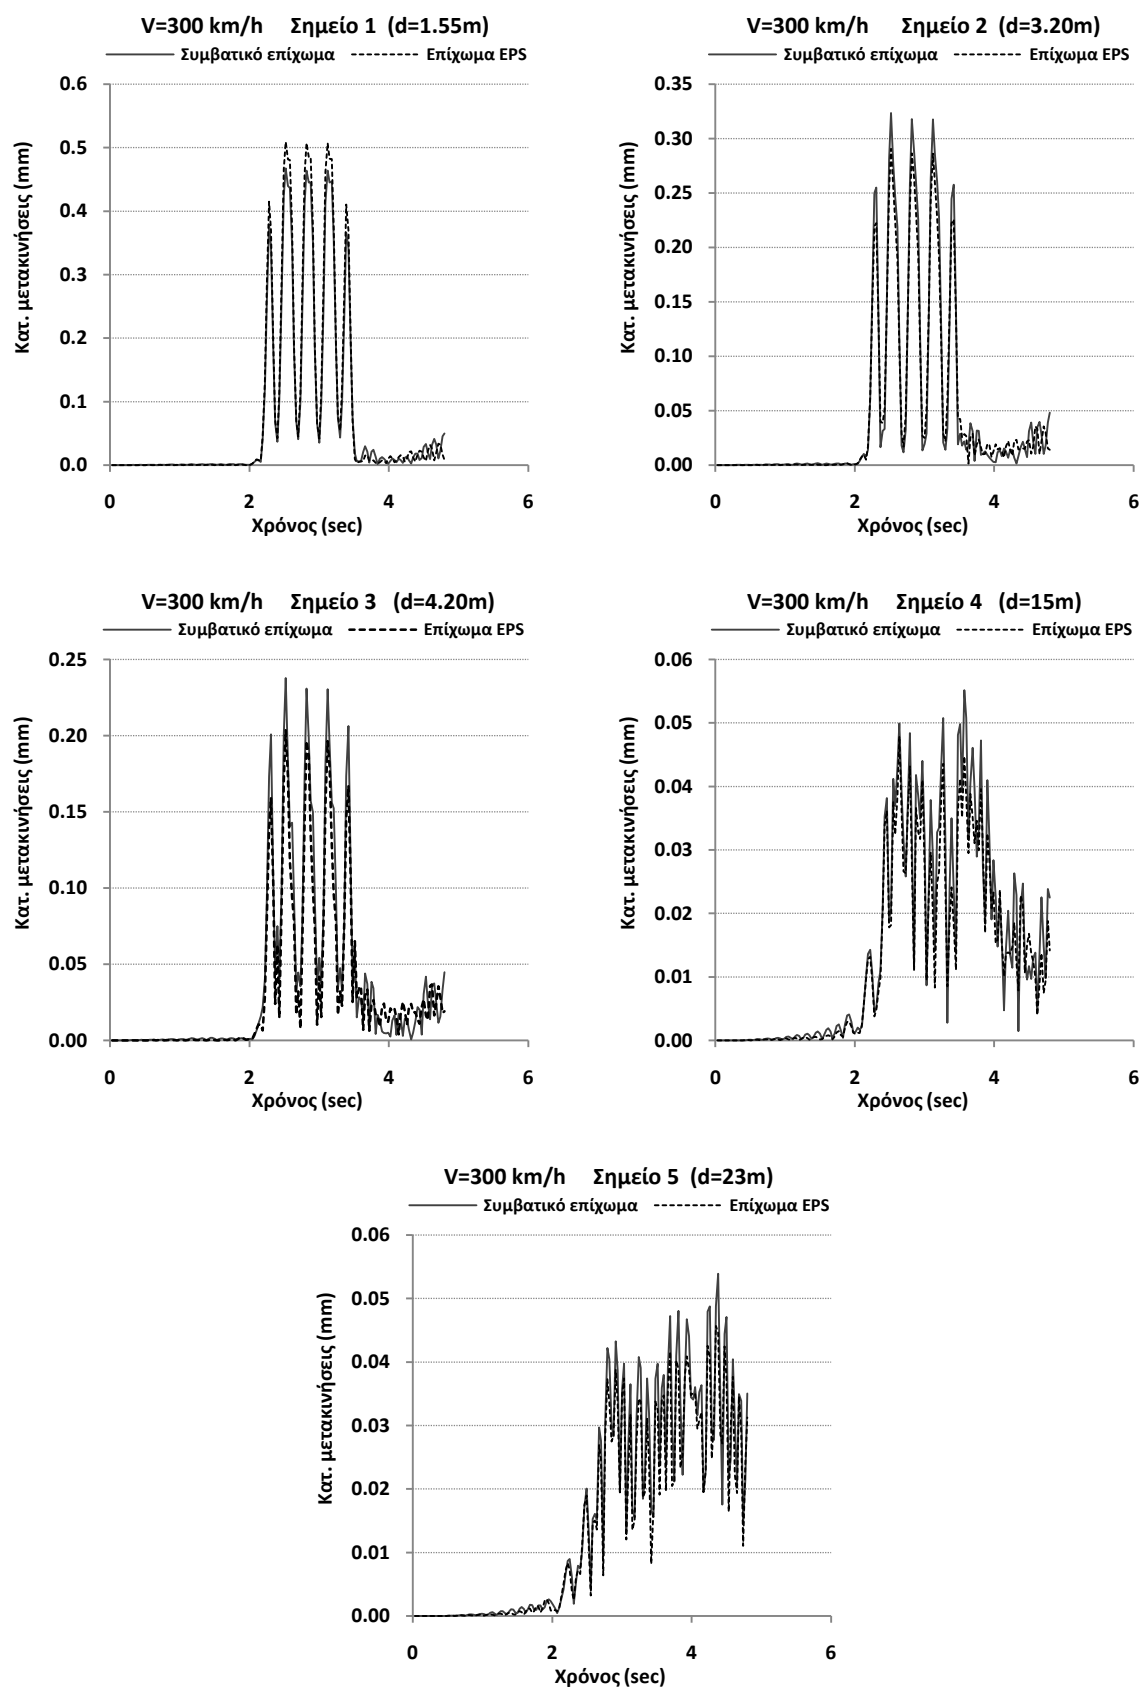 V=300 km/h Σημείο 1 (d=1.55m)
Συμβατικό επίχωμα Επίχωμα EPS
0.6
0.5
0.4
0.3
0.2
0.1
0.0
Κατ. μετακινήσεις (mm)
0 2 4 6
Χρόνος (sec)
V=300 km/h Σημείο 2 (d=3.20m)
Συμβατικό επίχωμα Επίχωμα EPS
0.35
0.30
0.25
0.20
0.15
0.10
0.05
0.00
Κατ. μετακινήσεις (mm)
0 2 4 6
Χρόνος (sec)
V=300 km/h Σημείο 3 (d=4.20m)
Συμβατικό επίχωμα Επίχωμα EPS
0.25
0.20
0.15
0.10
0.05
0.00
Κατ. μετακινήσεις (mm)
0 2 4 6
Χρόνος (sec)
V=300 km/h Σημείο 4 (d=15m)
Συμβατικό επίχωμα Επίχωμα EPS
0.06
0.05
0.04
0.03
0.02
0.01
0.00
Κατ. μετακινήσεις (mm)
0 2 4 6
Χρόνος (sec)
V=300 km/h Σημείο 5 (d=23m)
Συμβατικό επίχωμα Επίχωμα EPS
0.06
0.05
0.04
0.03
0.02
0.01
0.00
Κατ. μετακινήσεις (mm)
0 2 4 6
Χρόνος (sec)